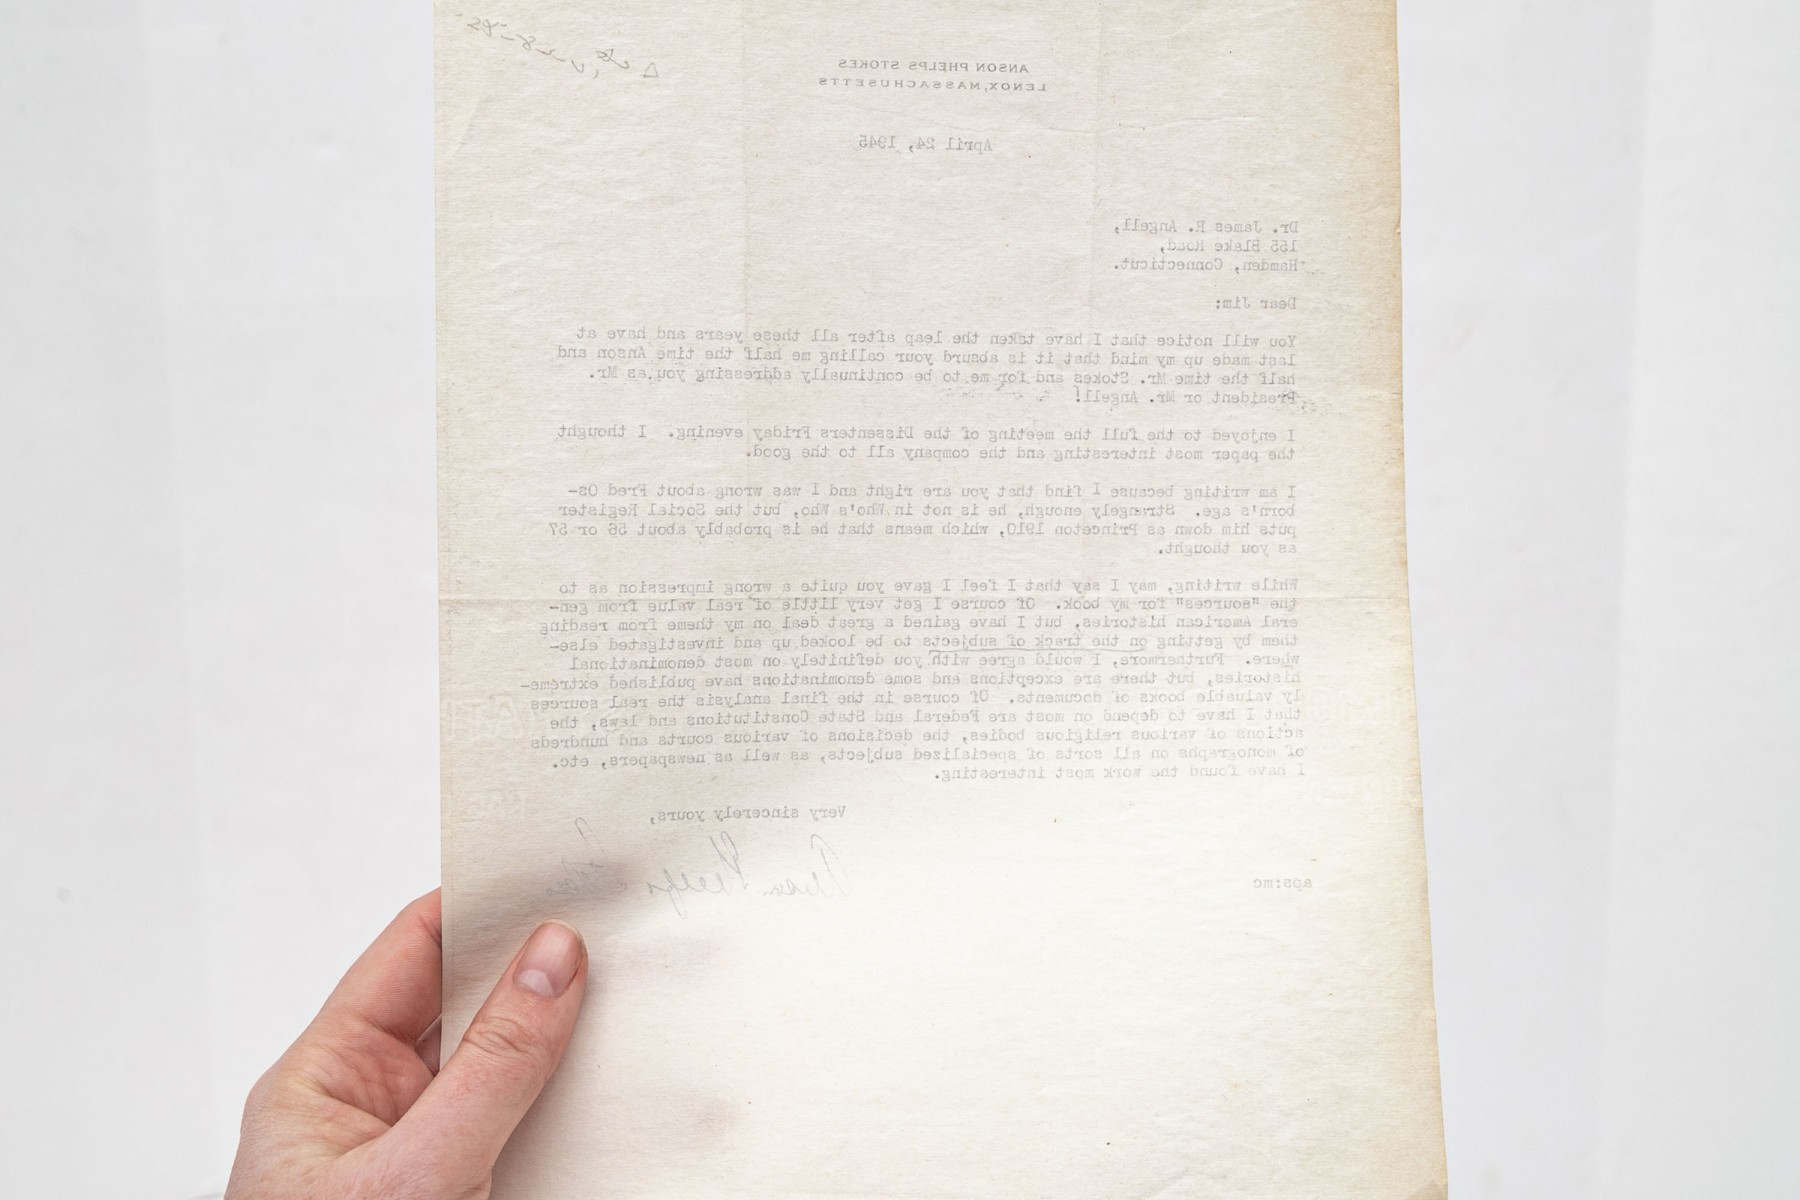 ANSON PHELPS STOKES
LENOX, MASSACHUSETTS
April 24, 1945
Dr. James R. Angell,
155 Blake Road,
Hamden, Connecticut.
Dear Jim:
You will notice that I have taken the leap after all these years and have at
last made up my mind that it is absurd your calling me half the time Anson and
half the time Mr. Stokes and for me to be continually addressing you as Mr.
President or Mr. Angell!
I enjoyed to the full the meeting of the Dissenters Friday evening. I thought
the paper most interesting and the company all to the good.
I am writing because I find that you are right and I was wrong about Fred Os-
born's age. Strangely enough, he is not in Who's Who, but the Social Register
puts him down as Princeton 1910, which means that he is probably about 56 or 57
as you thought.
While writing, may I say that I feel I gave you quite a wrong impression as to
the "sources" for my book. Of course I get very little of real value from gen-
eral American histories, but I have gained a great deal on my theme from reading
them by getting on the track of subjects to be looked up and investigated else-
where. Furthermore, I would agree with you definitely on most denominational
histories, but there are exceptions and some denominations have published extreme-
ly valuable books of documents. Of course in the final analysis the real sources
that I have to depend on most are Federal and State Constitutions and laws, the
actions of various religious bodies, the decisions of various courts and hundreds
of monographs on all sorts of specialized subjects, as well as newspapers, etc.
I have found the work most interesting.
Very sincerely yours,
Anson Phelps Stokes
aps:mc